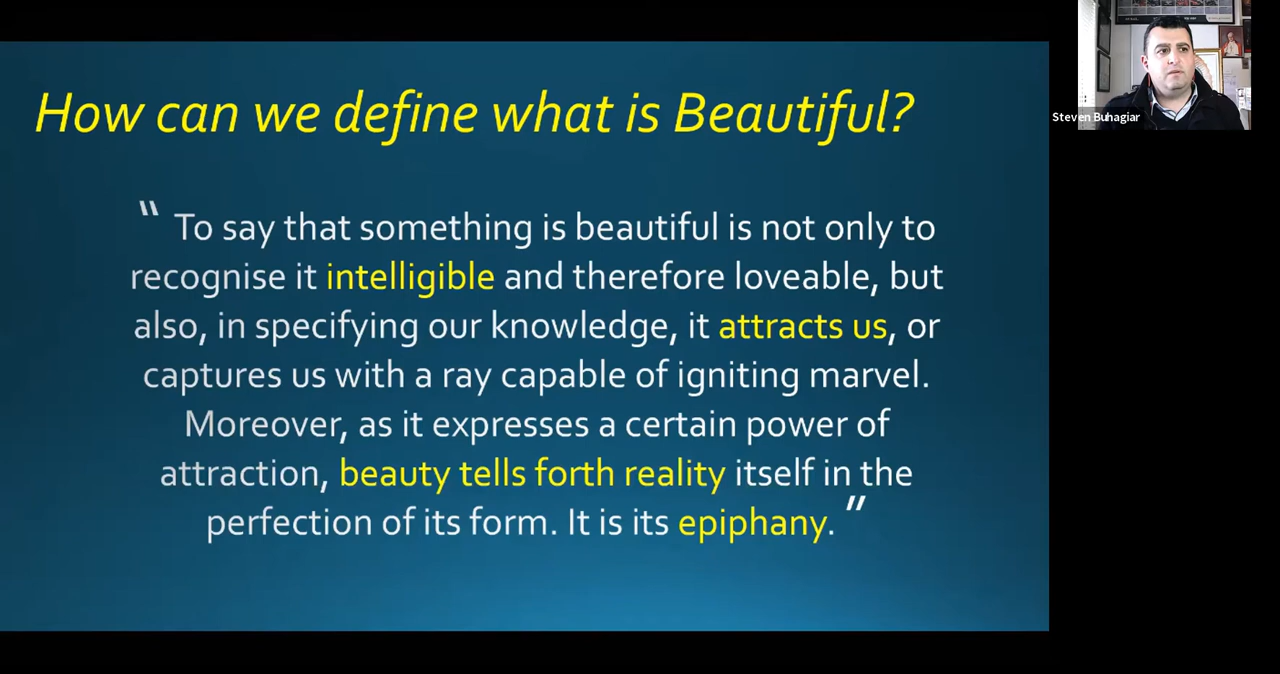 How can we define what is Beautiful?
“ To say that something is beautiful is not only to
recognise it intelligible and therefore loveable, but
also, in specifying our knowledge, it attracts us, or
captures us with a ray capable of igniting marvel.
Moreover, as it expresses a certain power of
attraction, beauty tells forth reality itself in the
perfection of its form. It is its epiphany. ”
Steven Buhagiar